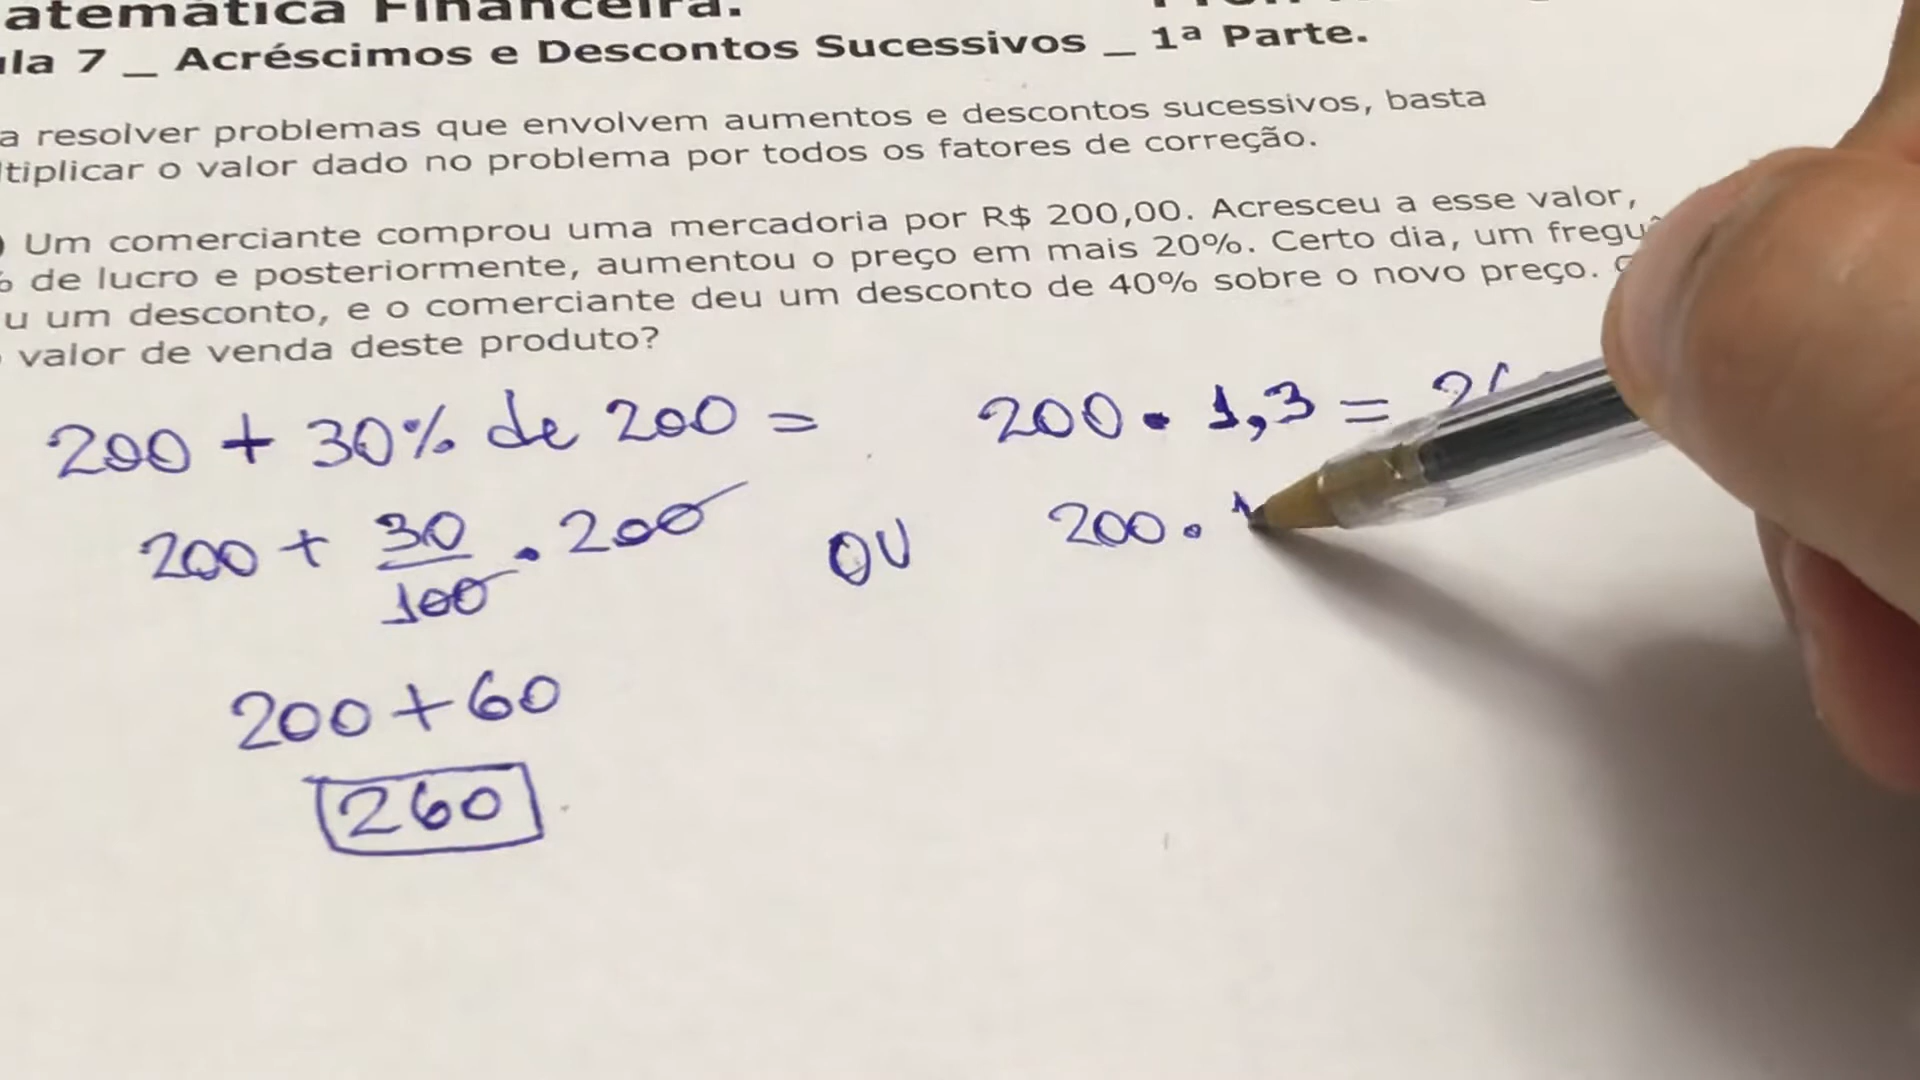 atemática Financeira.
la 7 _ Acréscimos e Descontos Sucessivos _ 1ª Parte.
a resolver problemas que envolvem aumentos e descontos sucessivos, basta
tiplicar o valor dado no problema por todos os fatores de correção.
) Um comerciante comprou uma mercadoria por R$ 200,00. Acresceu a esse valor,
% de lucro e posteriormente, aumentou o preço em mais 20%. Certo dia, um fregu
u um desconto, e o comerciante deu um desconto de 40% sobre o novo preço.
valor de venda deste produto?
200 + 30% de 200 =
200 + 30/100 . 200
200 + 60
260
OU
200 . 1,3 = 2
200 . 1